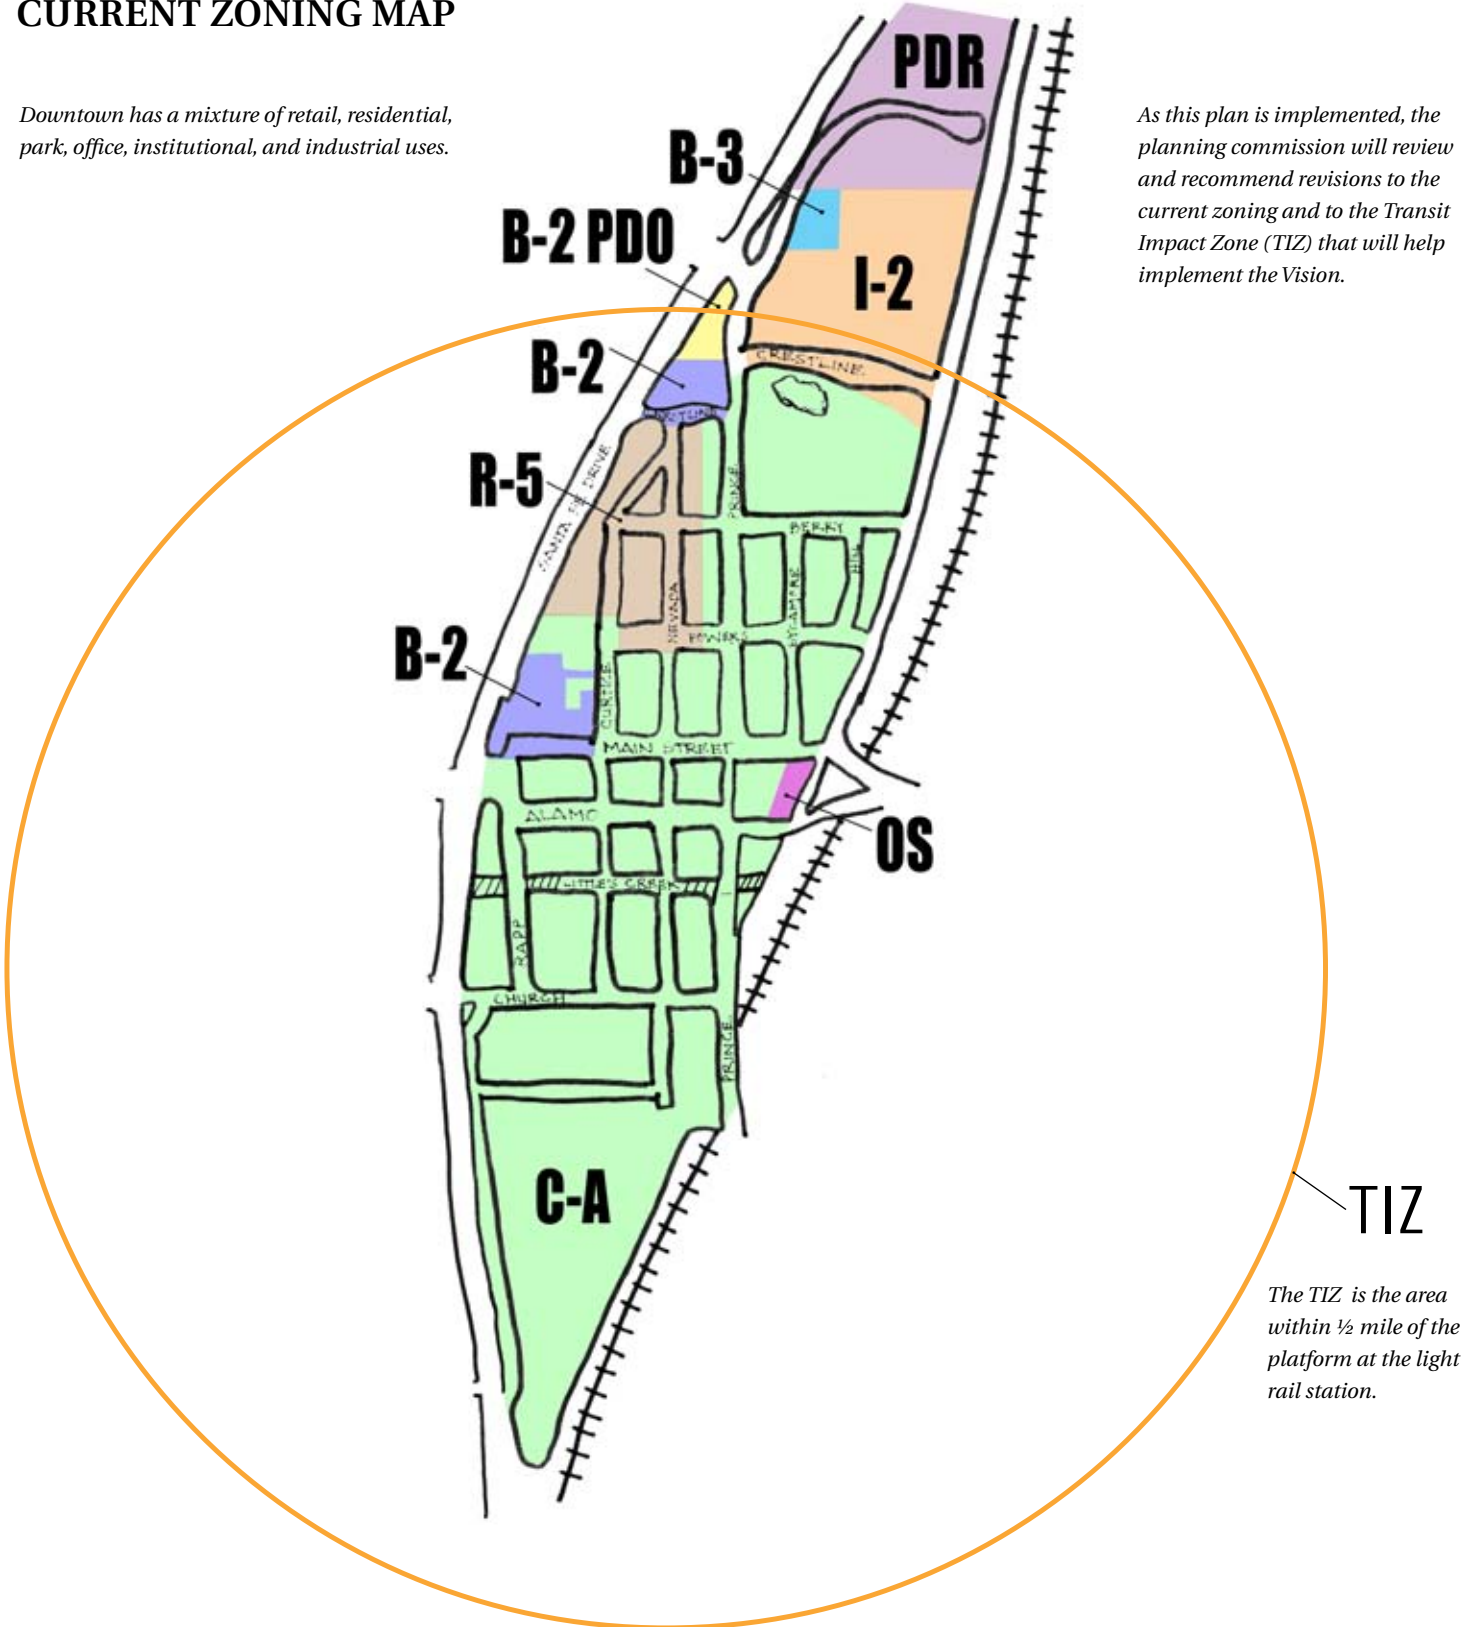 CURRENT ZONING MAP
Downtown has a mixture of retail, residential,
park, office, institutional, and industrial uses.
As this plan is implemented, the
planning commission will review
and recommend revisions to the
current zoning and to the Transit
Impact Zone (TIZ) that will help
implement the Vision.
PDR
B-3
B-2 PDO
I-2
B-2
CRESTLINE
R-5
SANTA FE DRIVE
PRINCE
BERRY
NEVADA
SYCAMORE
POWERS
B-2
CURTICE
MAIN STREET
ALAMO
OS
LITTLE'S CREEK
RAPP
CHURCH
PRINCE
C-A
TIZ
The TIZ is the area
within ½ mile of the
platform at the light
rail station.